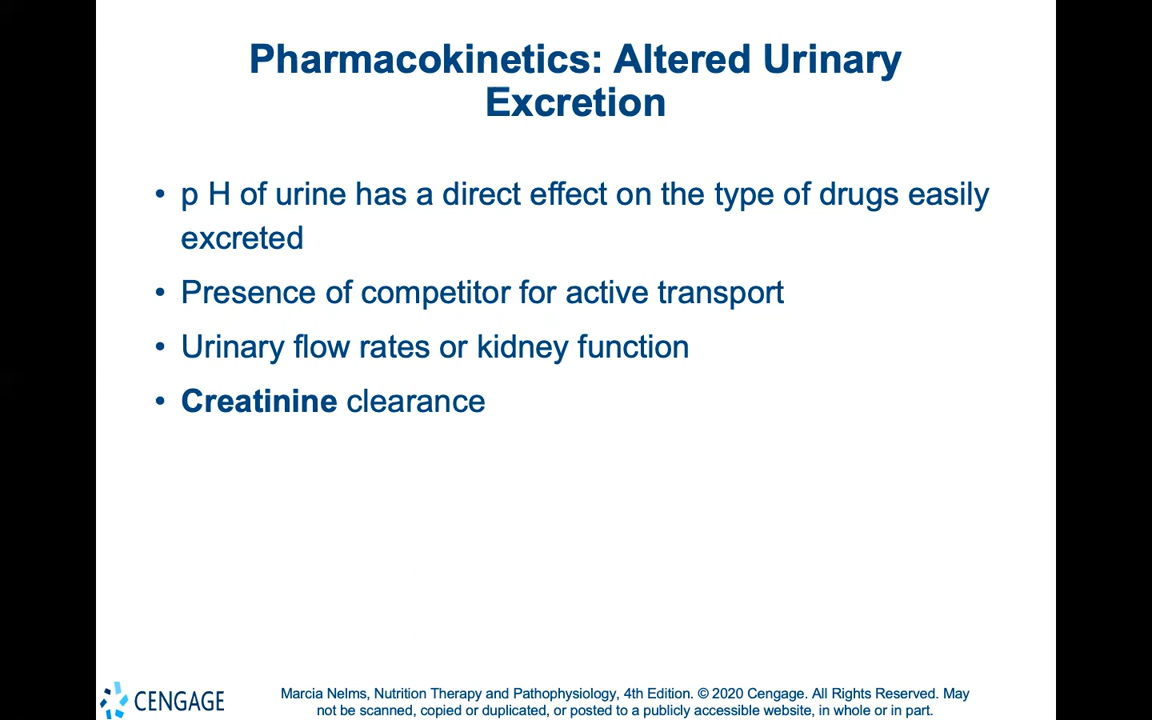 Pharmacokinetics: Altered Urinary
Excretion
• p H of urine has a direct effect on the type of drugs easily
excreted
• Presence of competitor for active transport
• Urinary flow rates or kidney function
• Creatinine clearance
CENGAGE
Marcia Nelms, Nutrition Therapy and Pathophysiology, 4th Edition. © 2020 Cengage. All Rights Reserved. May
not be scanned, copied or duplicated, or posted to a publicly accessible website, in whole or in part.